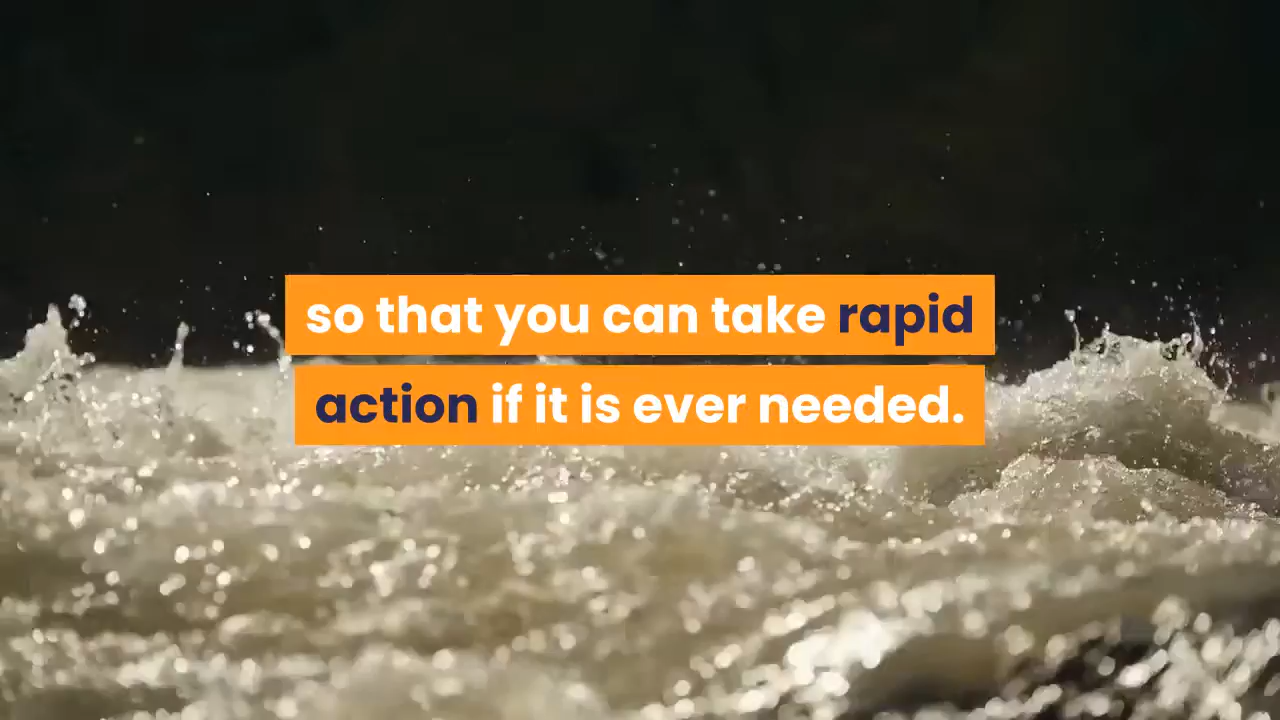 so that you can take rapid
action if it is ever needed.